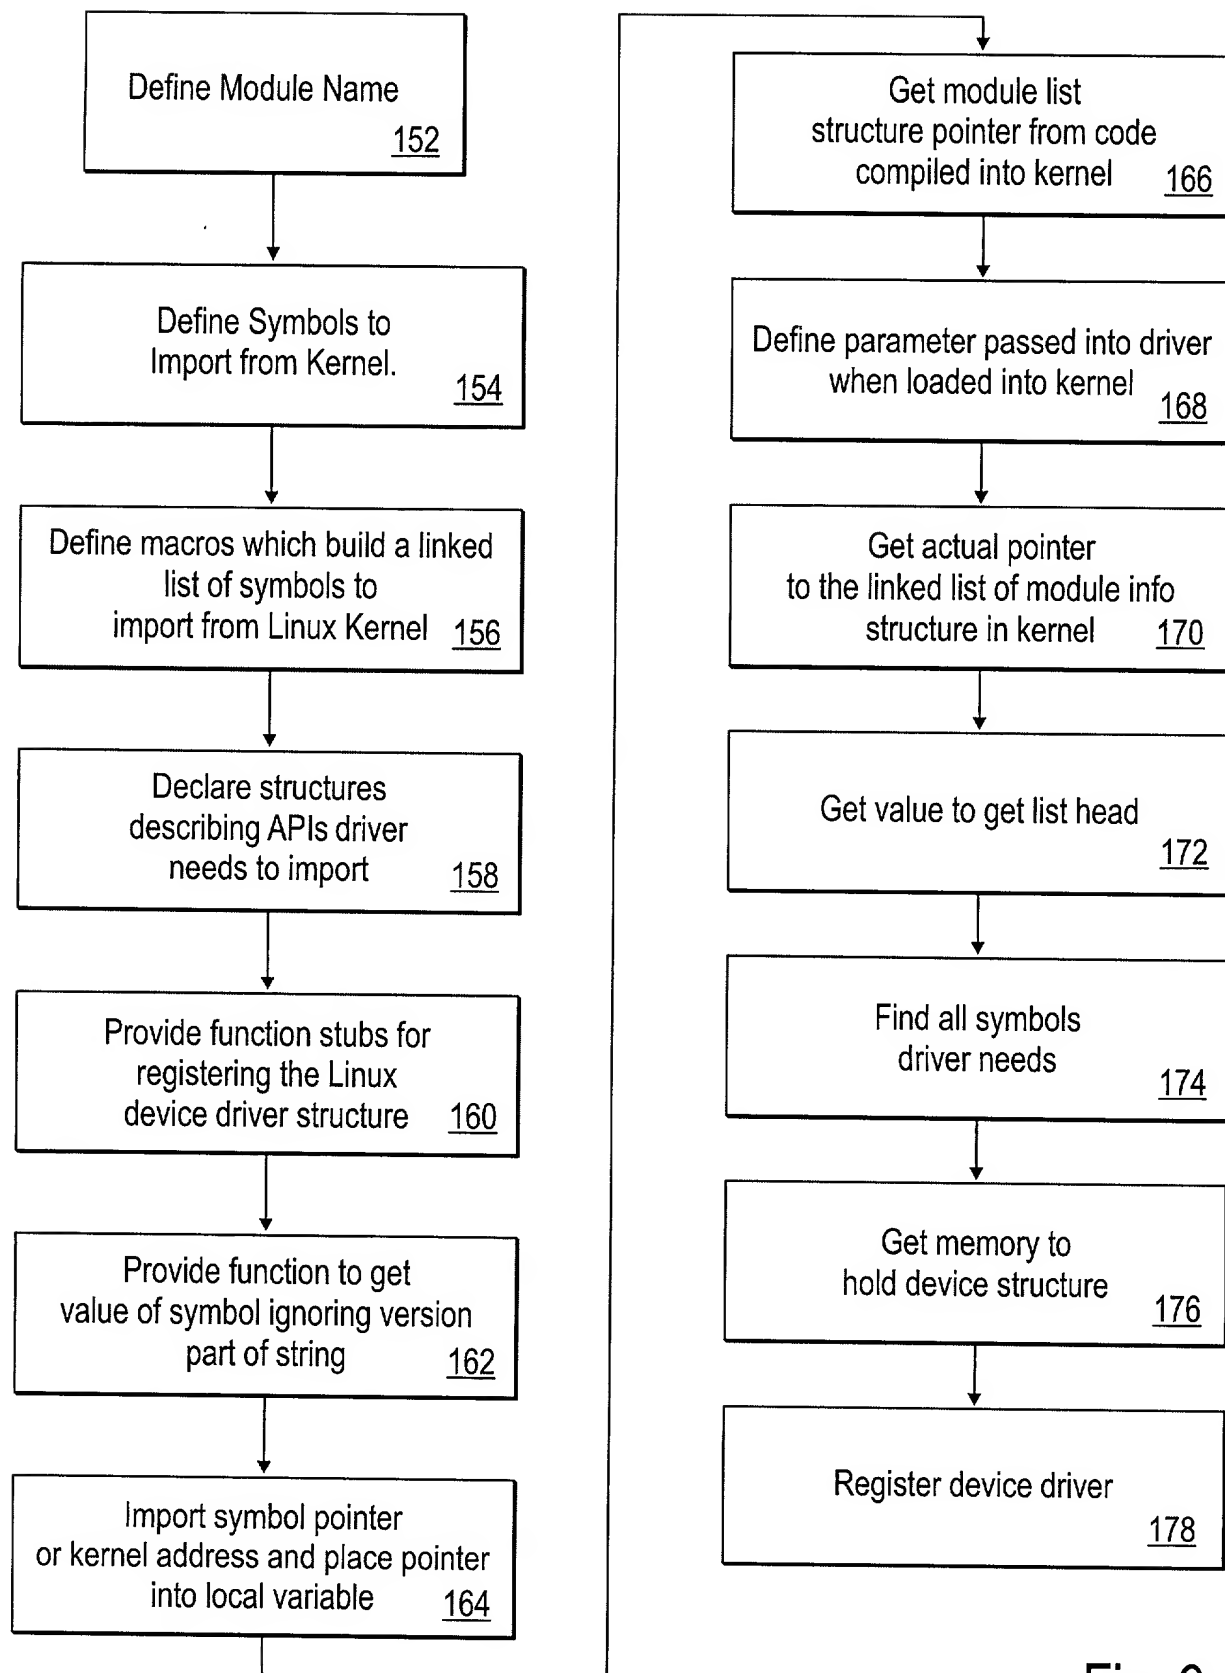 Define Module Name
152
Define Symbols to
Import from Kernel.
154
Define macros which build a linked
list of symbols to
import from Linux Kernel 156
Declare structures
describing APIs driver
needs to import 158
Provide function stubs for
registering the Linux
device driver structure 160
Provide function to get
value of symbol ignoring version
part of string 162
Import symbol pointer
or kernel address and place pointer
into local variable 164
Get module list
structure pointer from code
compiled into kernel 166
Define parameter passed into driver
when loaded into kernel
168
Get actual pointer
to the linked list of module info
structure in kernel 170
Get value to get list head
172
Find all symbols
driver needs
174
Get memory to
hold device structure
176
Register device driver
178